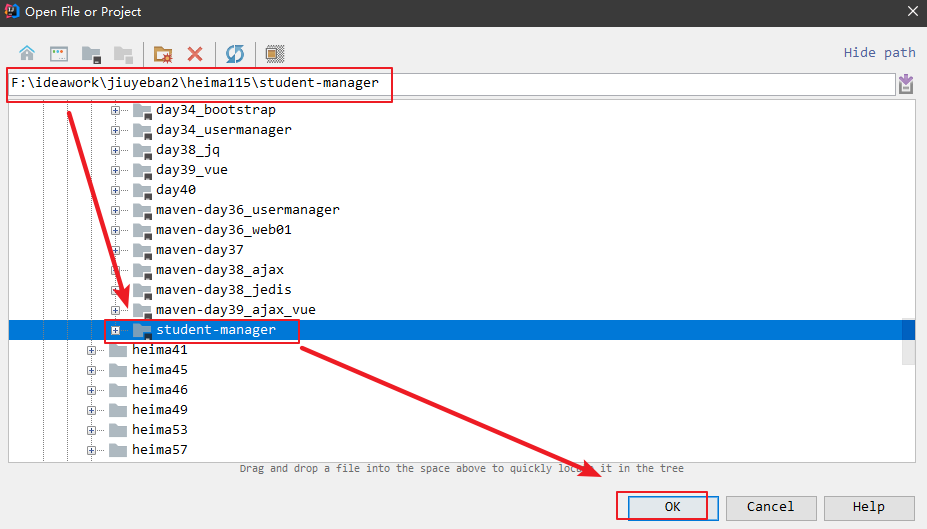 Open File or Project
Hide path
F:\ideawork\jiuyeban2\heima115\student-manager
day34_bootstrap
day34_usermanager
day38_jq
day39_vue
day40
maven-day36_usermanager
maven-day36_web01
maven-day37
maven-day38_ajax
maven-day38_jedis
maven-day39_ajax_vue
student-manager
heima41
heima45
heima46
heima49
heima53
heima57
Drag and drop a file into the space above to quickly locate it in the tree
OK
Cancel
Help